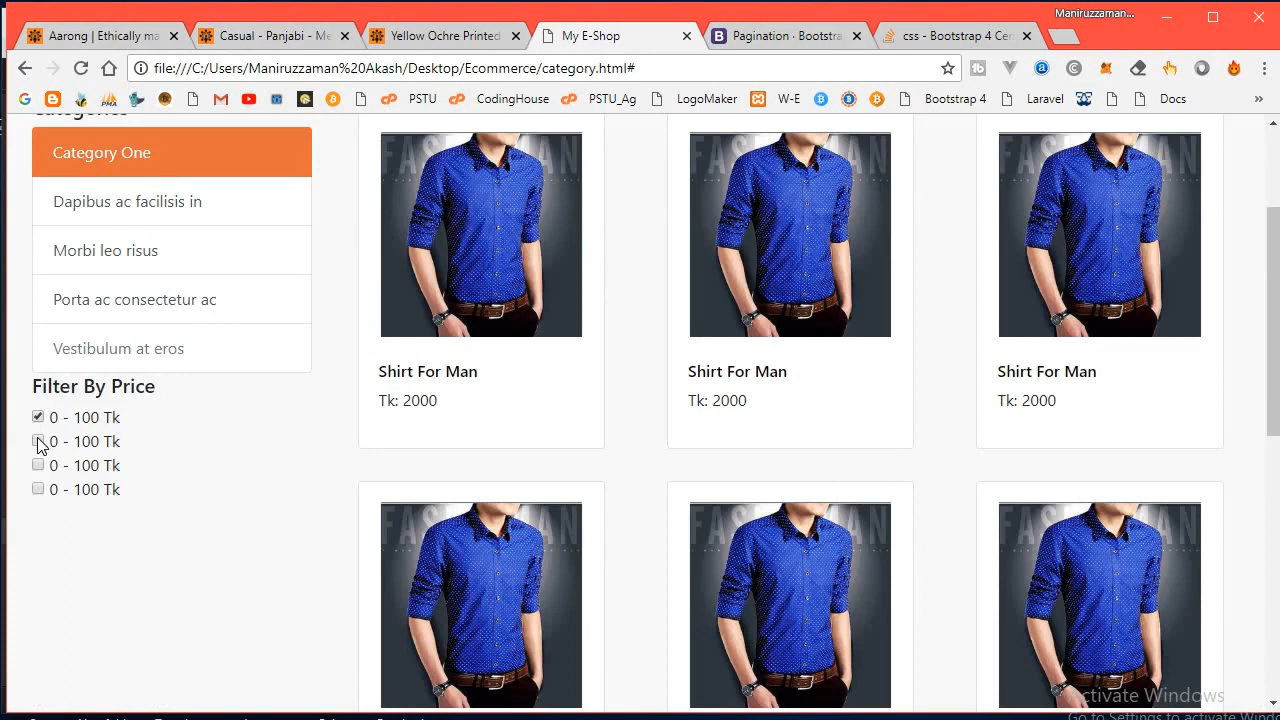 Maniruzzaman...
Aarong | Ethically ma
Casual - Panjabi - Me
Yellow Ochre Printed
My E-Shop
Pagination · Bootstra
css - Bootstrap 4 Cen
file:///C:/Users/Maniruzzaman%20Akash/Desktop/Ecommerce/category.html#
PSTU
CodingHouse
PSTU_Ag
LogoMaker
W-E
Bootstrap 4
Laravel
Docs
»
Categories
Category One
Dapibus ac facilisis in
Morbi leo risus
Porta ac consectetur ac
Vestibulum at eros
Filter By Price
0 - 100 Tk
0 - 100 Tk
0 - 100 Tk
0 - 100 Tk
Shirt For Man
Tk: 2000
Shirt For Man
Tk: 2000
Shirt For Man
Tk: 2000
Activate Windows
Go to Settings to activate Wind